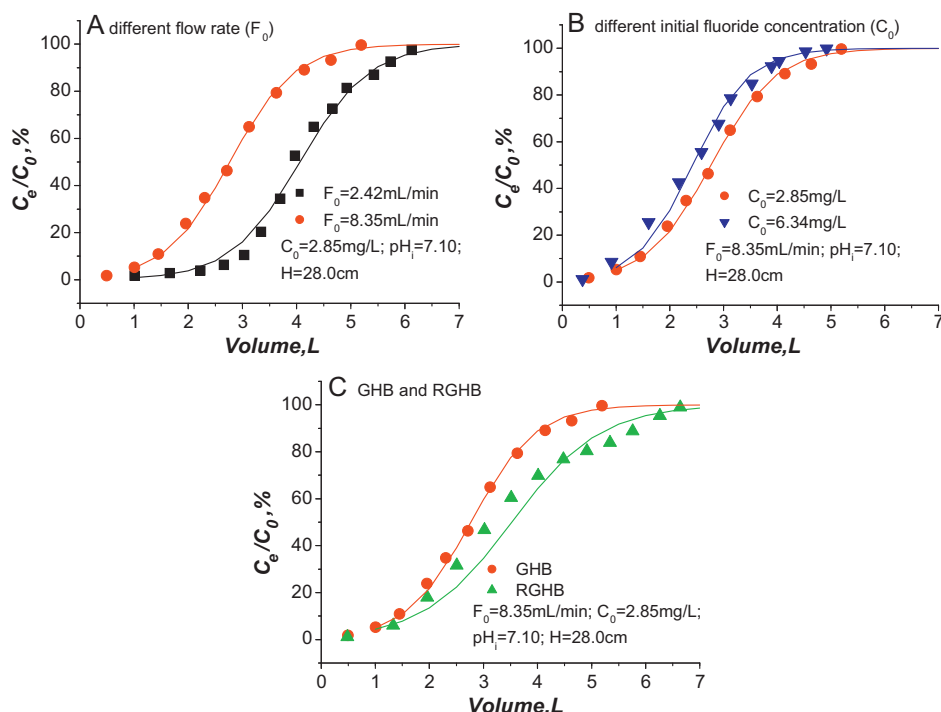 A different flow rate (F₀)
Cₑ/C₀, %
100
80
60
40
20
0
F₀=2.42mL/min
F₀=8.35mL/min
C₀=2.85mg/L; pHᵢ=7.10;
H=28.0cm
0 1 2 3 4 5 6 7
Volume,L
B different initial fluoride concentration (C₀)
Cₑ/C₀, %
100
80
60
40
20
0
C₀=2.85mg/L
C₀=6.34mg/L
F₀=8.35mL/min; pHᵢ=7.10;
H=28.0cm
0 1 2 3 4 5 6 7
Volume,L
C GHB and RGHB
Cₑ/C₀, %
100
80
60
40
20
0
GHB
RGHB
F₀=8.35mL/min; C₀=2.85mg/L;
pHᵢ=7.10; H=28.0cm
0 1 2 3 4 5 6 7
Volume,L